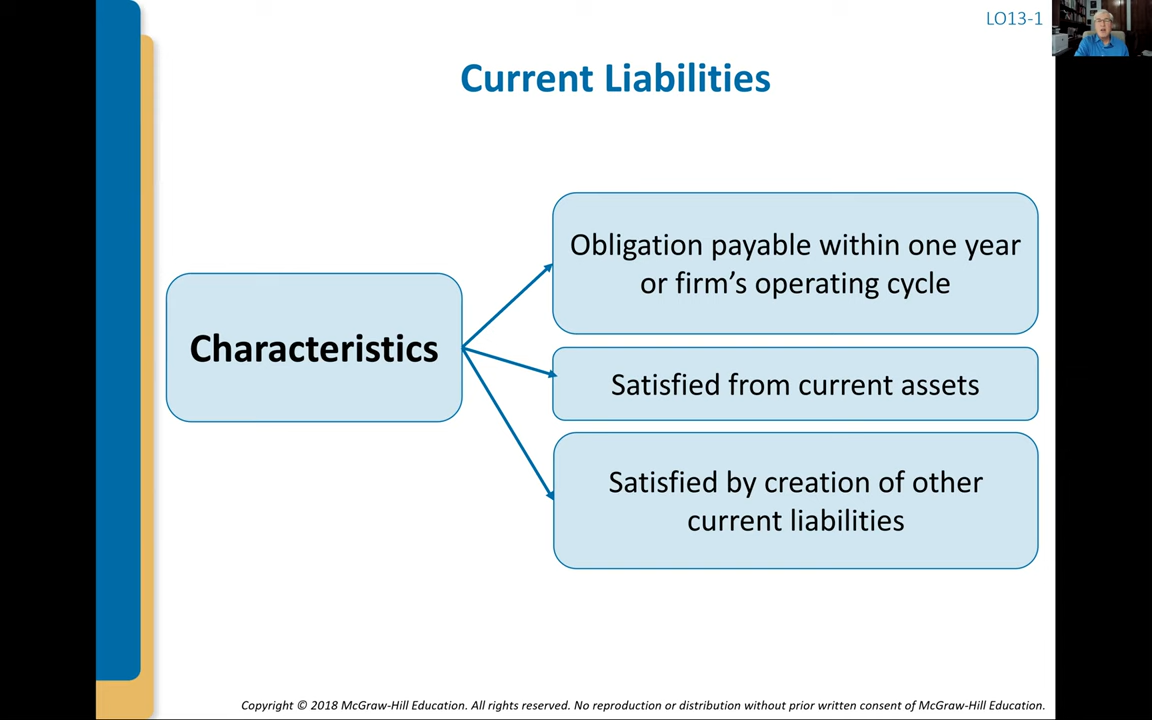 LO13-1
Current Liabilities
Characteristics
Obligation payable within one year
or firm’s operating cycle
Satisfied from current assets
Satisfied by creation of other
current liabilities
Copyright © 2018 McGraw-Hill Education. All rights reserved. No reproduction or distribution without prior written consent of McGraw-Hill Education.